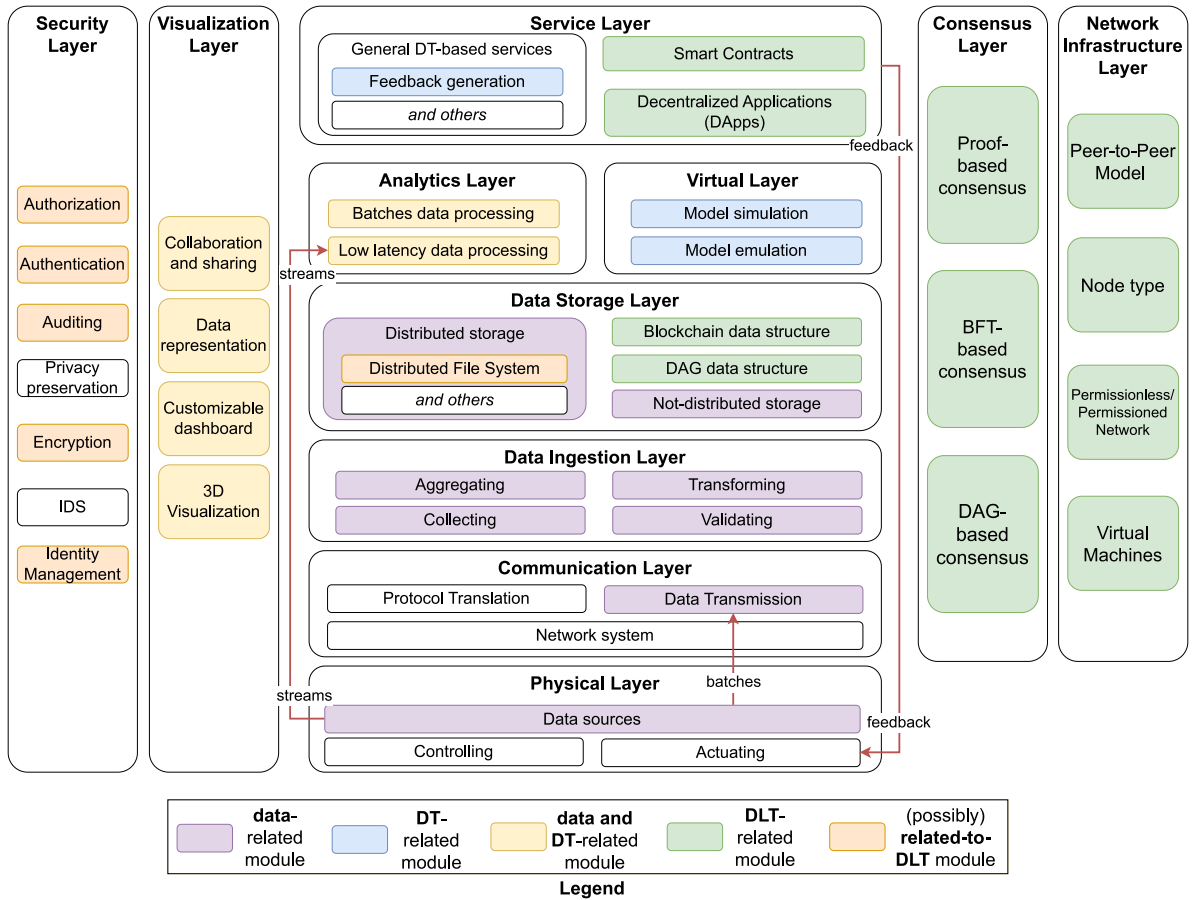 Security
Layer
Authorization
Authentication
Auditing
Privacy
preservation
Encryption
IDS
Identity
Management
Visualization
Layer
Collaboration
and sharing
Data
representation
Customizable
dashboard
3D
Visualization
Service Layer
General DT-based services
Feedback generation
and others
Smart Contracts
Decentralized Applications
(DApps)
feedback
Analytics Layer
Batches data processing
Low latency data processing
streams
Virtual Layer
Model simulation
Model emulation
Data Storage Layer
Distributed storage
Distributed File System
and others
Blockchain data structure
DAG data structure
Not-distributed storage
Data Ingestion Layer
Aggregating
Transforming
Collecting
Validating
Communication Layer
Protocol Translation
Data Transmission
Network system
Physical Layer
batches
streams
Data sources
feedback
Controlling
Actuating
Consensus
Layer
Proof-
based
consensus
BFT-
based
consensus
DAG-
based
consensus
Network
Infrastructure
Layer
Peer-to-Peer
Model
Node type
Permissionless/
Permissioned
Network
Virtual
Machines
data-
related
module
DT-
related
module
data and
DT-related
module
DLT-
related
module
(possibly)
related-to-
DLT module
Legend